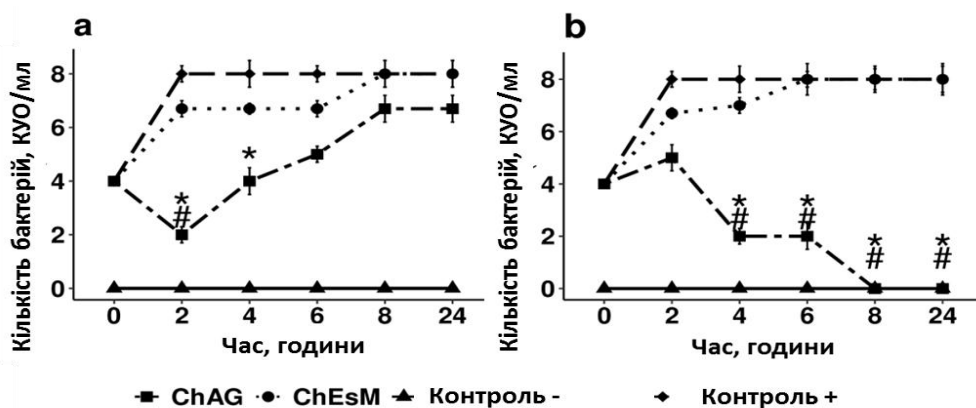 a
Кількість бактерій, КУО/мл
8
6
4
2
0
*
#
*
0 2 4 6 8 24
Час, години
b
Кількість бактерій, КУО/мл
8
6
4
2
0
*
#
*
#
*
#
*
#
0 2 4 6 8 24
Час, години
ChAG ChEsM Контроль - Контроль +